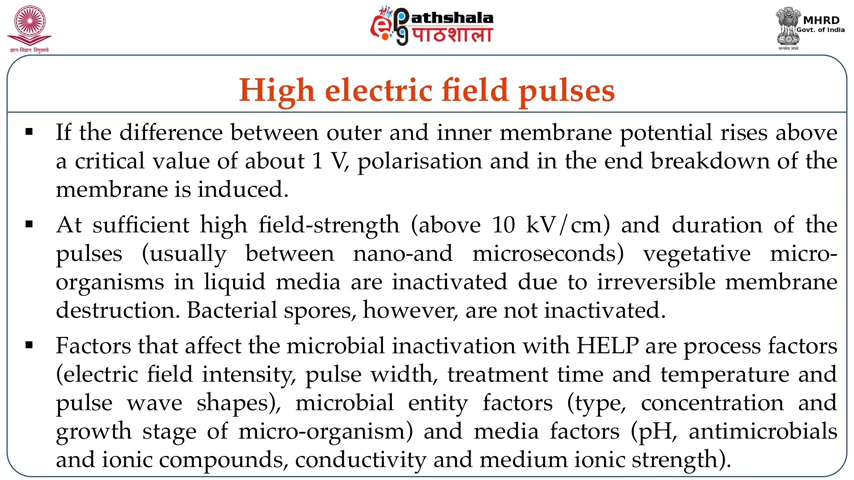 ePathshala
पाठशाला
MHRD
Govt. of India
High electric field pulses
▪ If the difference between outer and inner membrane potential rises above
a critical value of about 1 V, polarisation and in the end breakdown of the
membrane is induced.
▪ At sufficient high field-strength (above 10 kV/cm) and duration of the
pulses (usually between nano-and microseconds) vegetative micro-
organisms in liquid media are inactivated due to irreversible membrane
destruction. Bacterial spores, however, are not inactivated.
▪ Factors that affect the microbial inactivation with HELP are process factors
(electric field intensity, pulse width, treatment time and temperature and
pulse wave shapes), microbial entity factors (type, concentration and
growth stage of micro-organism) and media factors (pH, antimicrobials
and ionic compounds, conductivity and medium ionic strength).